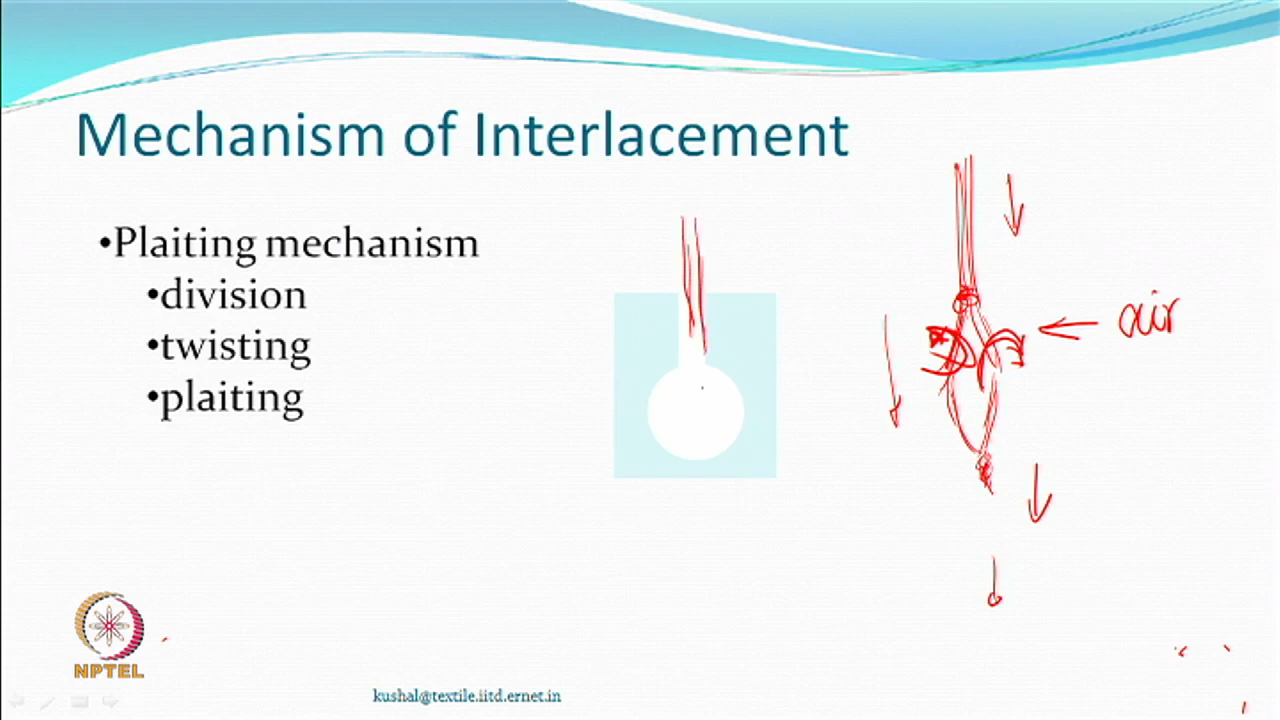 Mechanism of Interlacement
•Plaiting mechanism
•division
•twisting
•plaiting
air
NPTEL
kushal@textile.iitd.ernet.in